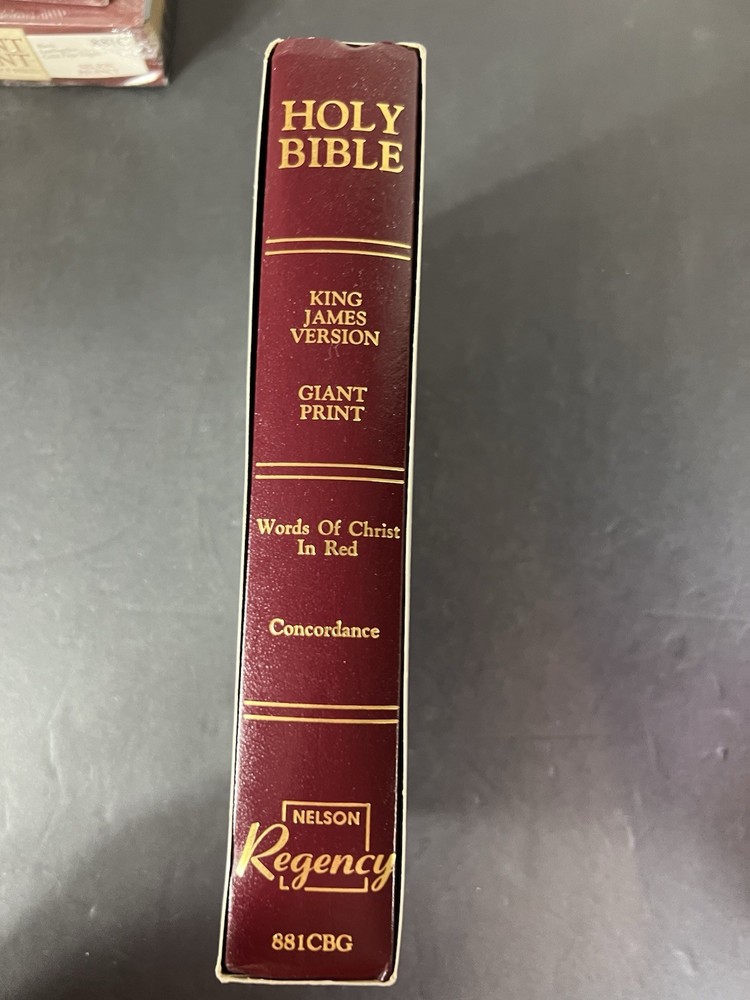 HOLY
BIBLE
KING
JAMES
VERSION
GIANT
PRINT
Words Of Christ
In Red
Concordance
NELSON
Regency
881CBG